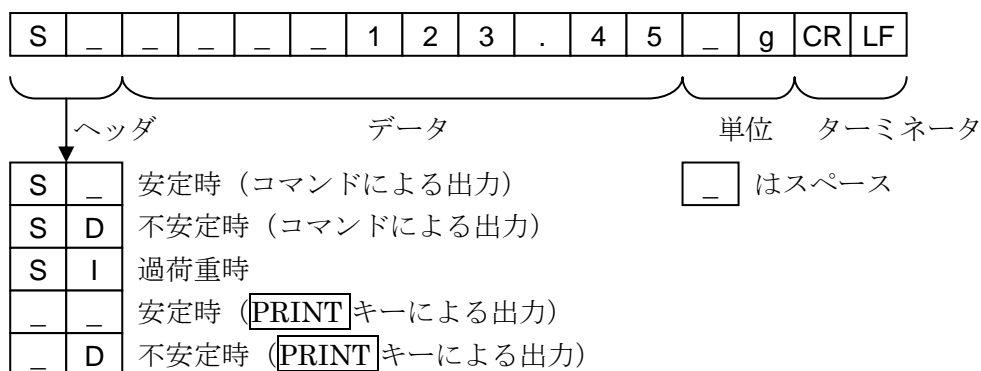 S _ _ _ _ _ 1 2 3 . 4 5 _ g CR LF
ヘッダ データ 単位 ターミネータ
S _ 安定時（コマンドによる出力） _ はスペース
S D 不安定時（コマンドによる出力）
S I 過荷重時
_ _ 安定時（PRINTキーによる出力）
_ D 不安定時（PRINTキーによる出力）